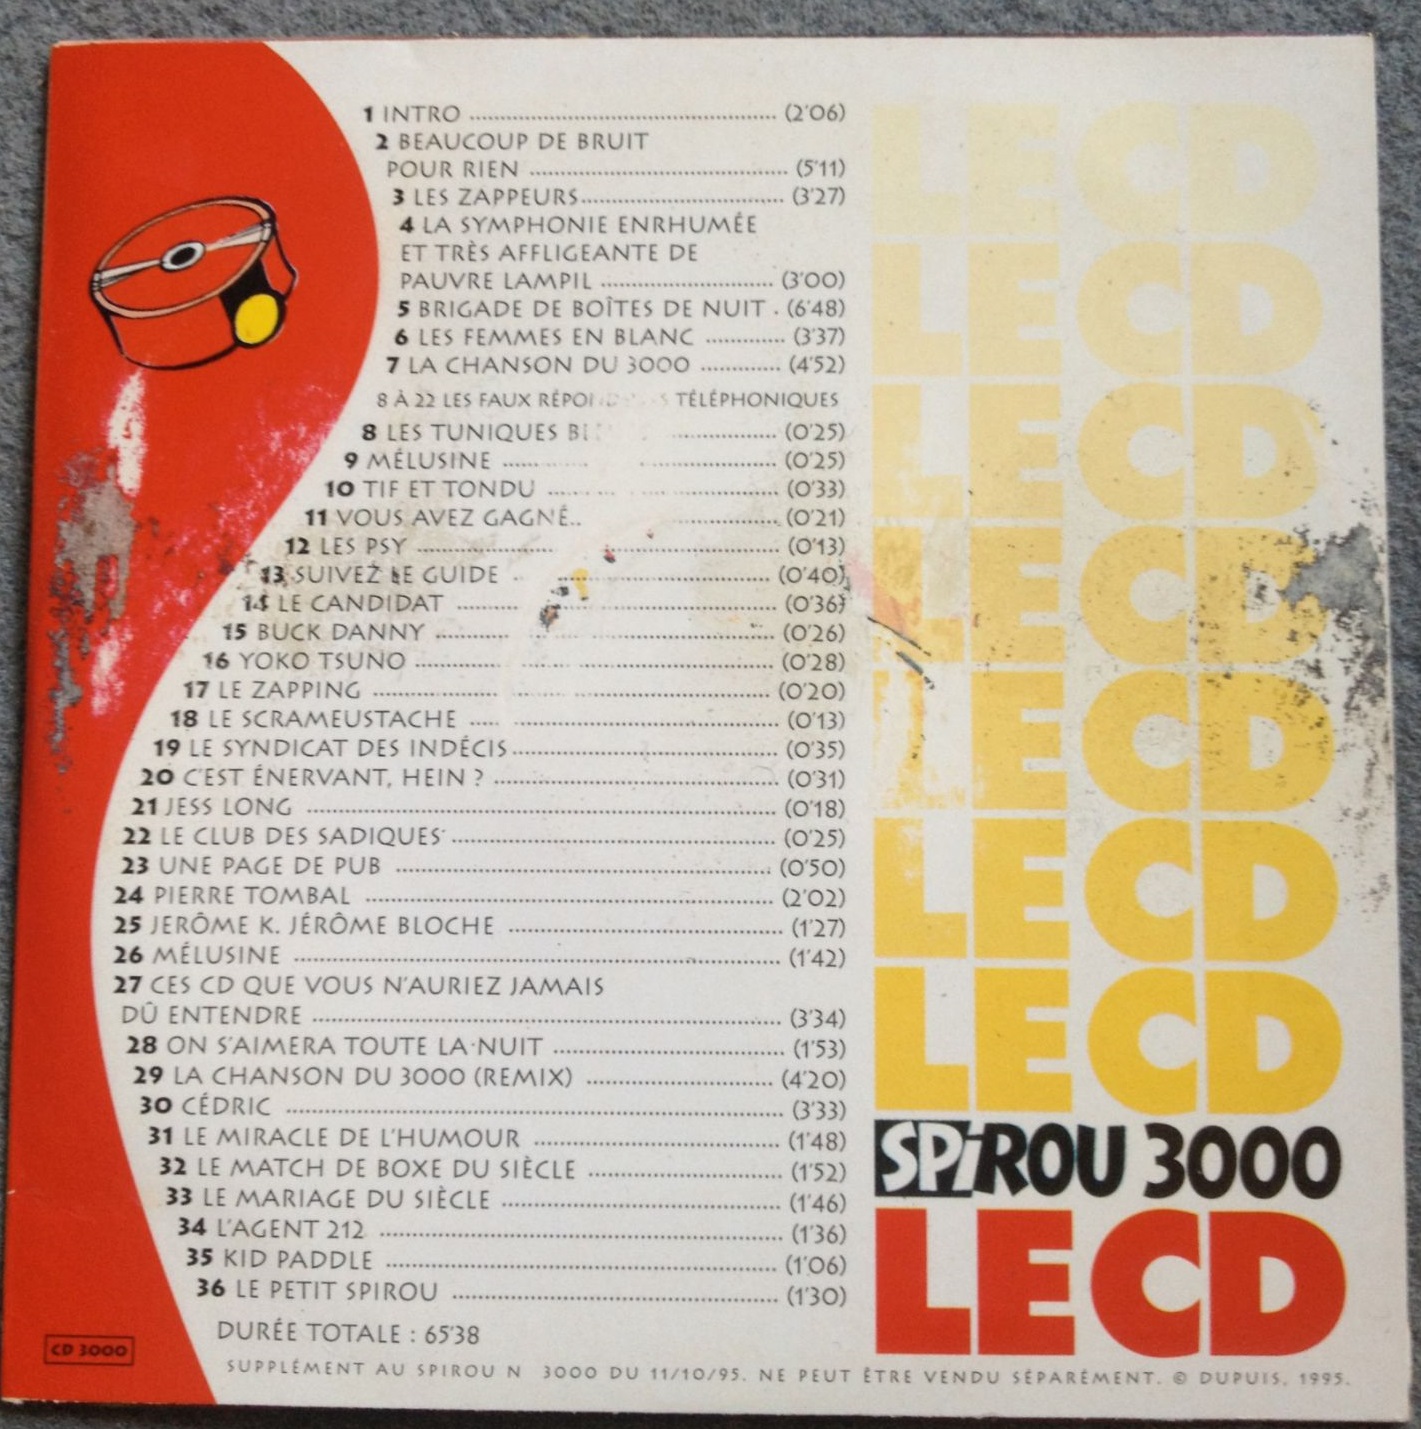 1 INTRO (2'06)
2 BEAUCOUP DE BRUIT
POUR RIEN (5'11)
3 LES ZAPPEURS (3'27)
4 LA SYMPHONIE ENRHUMÉE
ET TRÈS AFFLIGEANTE DE
PAUVRE LAMPIL (3'00)
5 BRIGADE DE BOÎTES DE NUIT (6'48)
6 LES FEMMES EN BLANC (3'37)
7 LA CHANSON DU 3000 (4'52)
8 À 22 LES FAUX TÉLÉPHONIQUES
8 LES TUNIQUES (0'25)
9 MÉLUSINE (0'25)
10 TIF ET TONDU (0'33)
11 VOUS AVEZ GAGNÉ.. (0'21)
12 LES PSY (0'13)
13 SUIVEZ LE GUIDE (0'40)
14 LE CANDIDAT (0'36)
15 BUCK DANNY (0'26)
16 YOKO TSUNO (0'28)
17 LE ZAPPING (0'20)
18 LE SCRAMEUSTACHE (0'13)
19 LE SYNDICAT DES INDÉCIS (0'35)
20 C'EST ÉNERVANT, HEIN ? (0'31)
21 JESS LONG (0'18)
22 LE CLUB DES SADIQUES (0'25)
23 UNE PAGE DE PUB (0'50)
24 PIERRE TOMBAL (2'02)
25 JERÔME K. JÉRÔME BLOCHE (1'27)
26 MÉLUSINE (1'42)
27 CES CD QUE VOUS N'AURIEZ JAMAIS
DÛ ENTENDRE (3'34)
28 ON S'AIMERA TOUTE LA NUIT (1'53)
29 LA CHANSON DU 3000 (REMIX) (4'20)
30 CÉDRIC (3'33)
31 LE MIRACLE DE L'HUMOUR (1'48)
32 LE MATCH DE BOXE DU SIÈCLE (1'52)
33 LE MARIAGE DU SIÈCLE (1'46)
34 L'AGENT 212 (1'36)
35 KID PADDLE (1'06)
36 LE PETIT SPIROU (1'30)
DURÉE TOTALE : 65'38
SUPPLÉMENT AU SPIROU N 3000 DU 11/10/95. NE PEUT ÊTRE VENDU SÉPARÉMENT. © DUPUIS, 1995.
CD 3000
LE CD
LE CD
LE CD
LE CD
LE CD
LE CD
LE CD
SPIROU 3000
LE CD